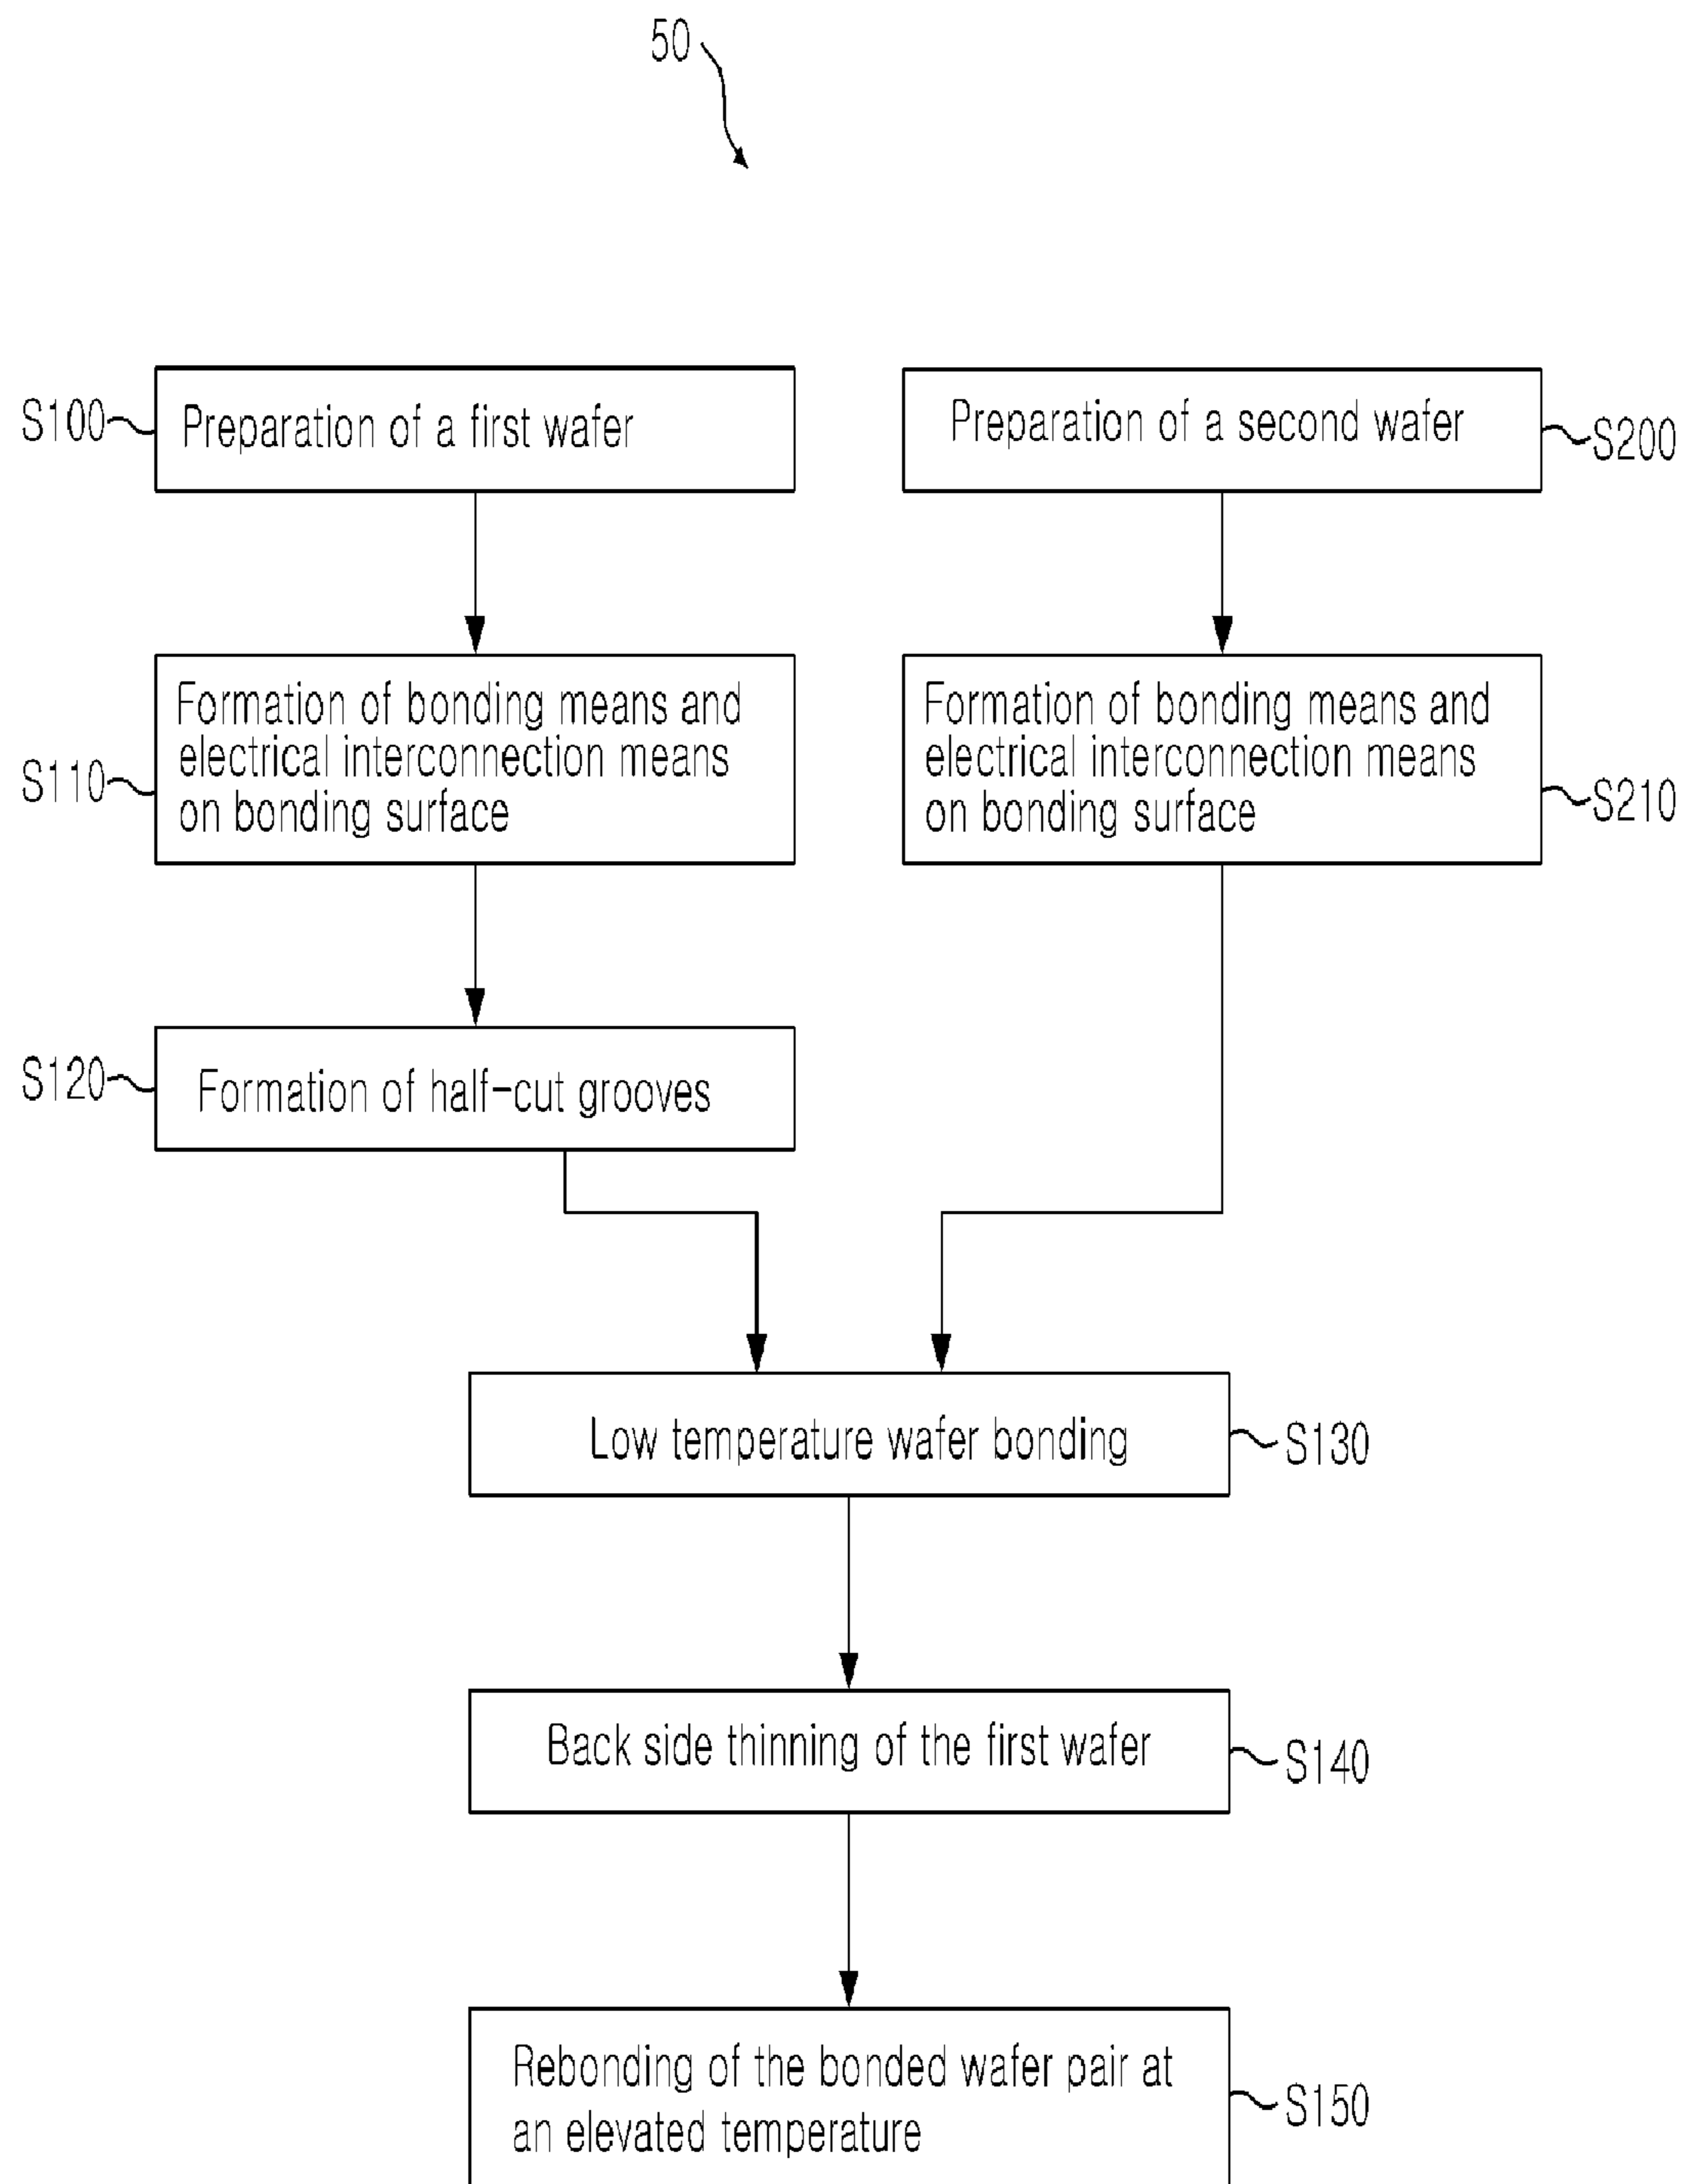 50
S100
Preparation of a first wafer
Preparation of a second wafer
S200
S110
Formation of bonding means and
electrical interconnection means
on bonding surface
Formation of bonding means and
electrical interconnection means
on bonding surface
S210
S120
Formation of half-cut grooves
Low temperature wafer bonding
S130
Back side thinning of the first wafer
S140
Rebonding of the bonded wafer pair at
an elevated temperature
S150